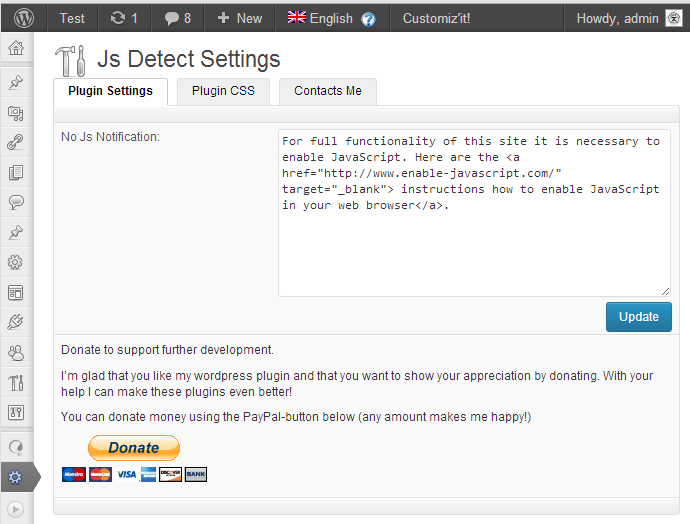 Test 1 8 + New English ? Customiz'it! Howdy, admin
Js Detect Settings
Plugin Settings Plugin CSS Contacts Me
No Js Notification:
For full functionality of this site it is necessary to
enable JavaScript. Here are the <a
href="http://www.enable-javascript.com/"
target="_blank"> instructions how to enable JavaScript
in your web browser</a>.
Update
Donate to support further development.
I'm glad that you like my wordpress plugin and that you want to show your appreciation by donating. With your
help I can make these plugins even better!
You can donate money using the PayPal-button below (any amount makes me happy!)
Donate
Maestro MasterCard VISA DISCOVER BANK